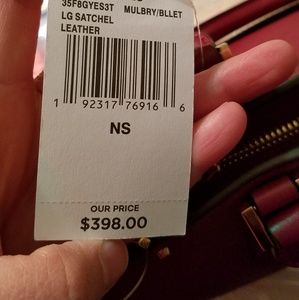 35F8GYES3T MULBRY/BLLET
LG SATCHEL
LEATHER
1 92317 76916 6
NS
OUR PRICE
$398.00